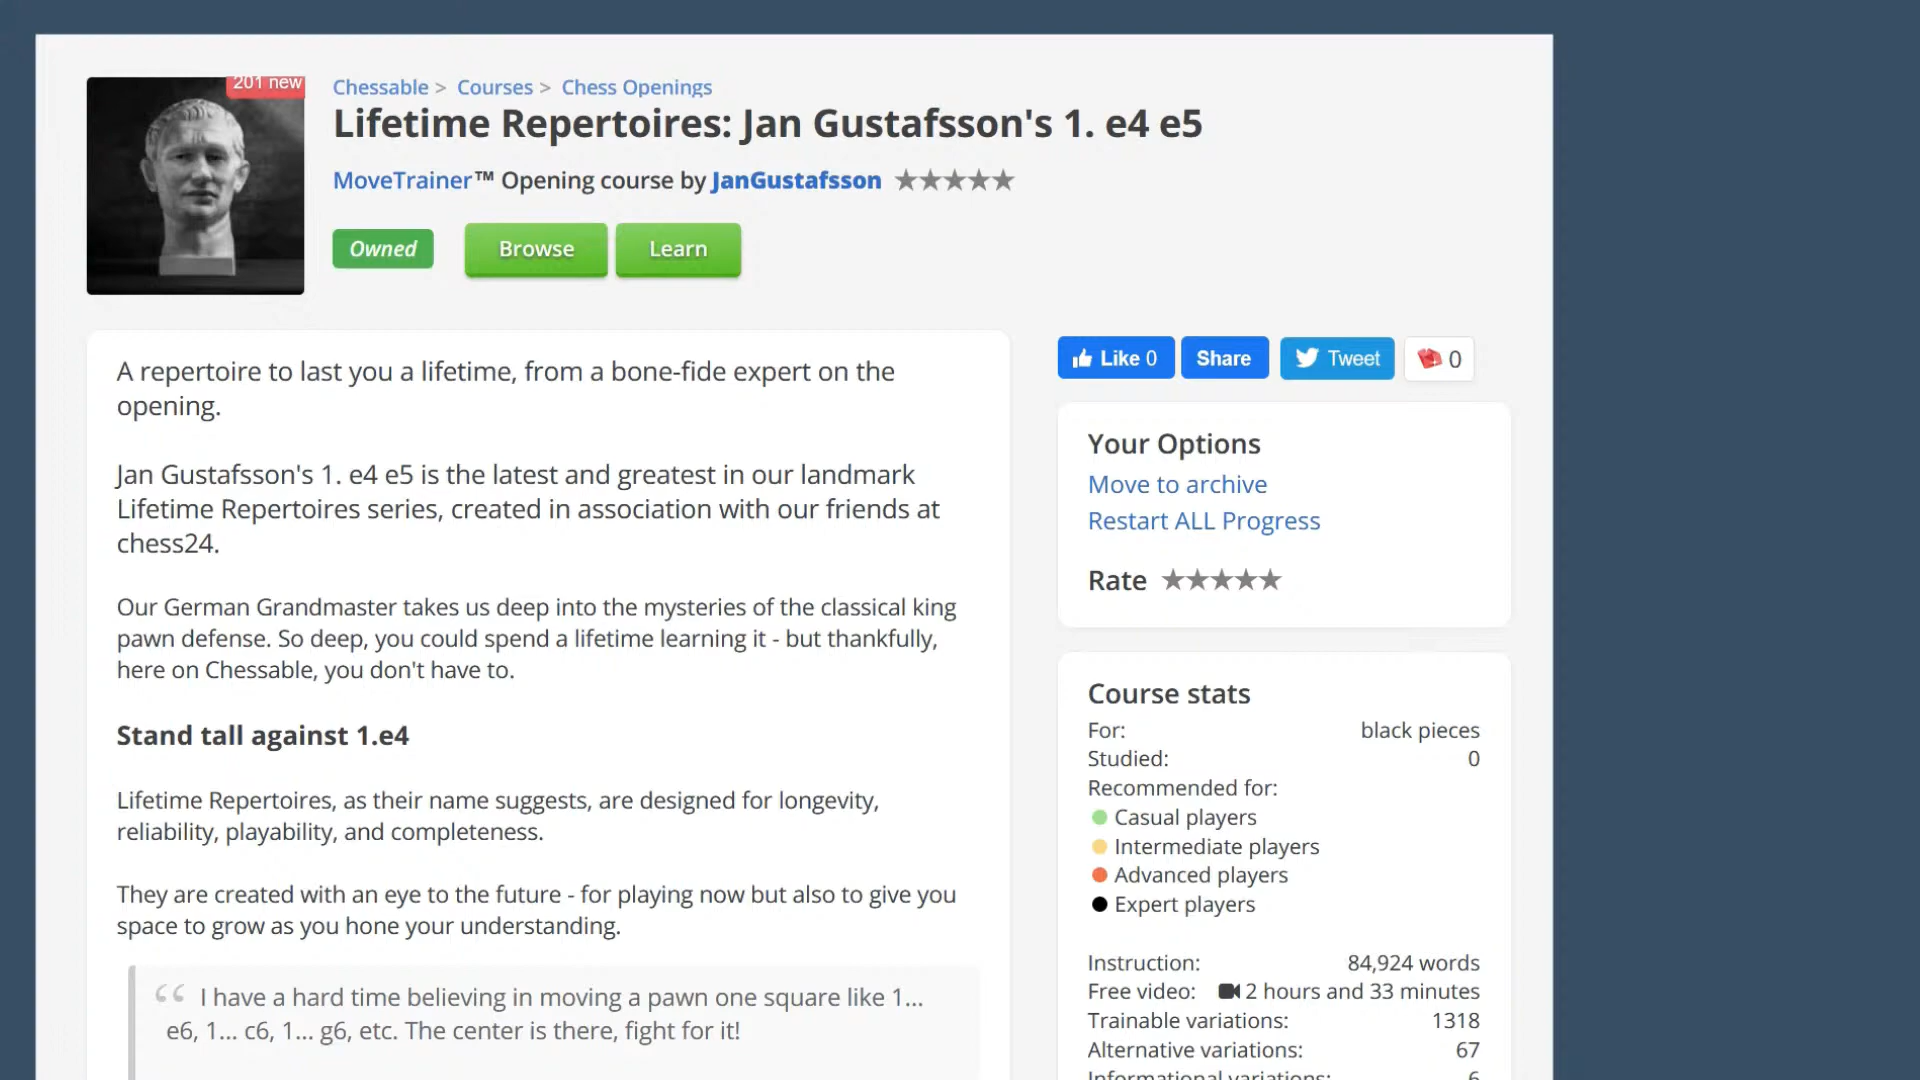 201 new
Chessable > Courses > Chess Openings
Lifetime Repertoires: Jan Gustafsson's 1. e4 e5
MoveTrainer™ Opening course by JanGustafsson
Owned
Browse
Learn
A repertoire to last you a lifetime, from a bone-fide expert on the
opening.
Jan Gustafsson's 1. e4 e5 is the latest and greatest in our landmark
Lifetime Repertoires series, created in association with our friends at
chess24.
Our German Grandmaster takes us deep into the mysteries of the classical king
pawn defense. So deep, you could spend a lifetime learning it - but thankfully,
here on Chessable, you don't have to.
Stand tall against 1.e4
Lifetime Repertoires, as their name suggests, are designed for longevity,
reliability, playability, and completeness.
They are created with an eye to the future - for playing now but also to give you
space to grow as you hone your understanding.
“ I have a hard time believing in moving a pawn one square like 1...
e6, 1... c6, 1... g6, etc. The center is there, fight for it!
Like 0
Share
Tweet
0
Your Options
Move to archive
Restart ALL Progress
Rate
Course stats
For: black pieces
Studied: 0
Recommended for:
Casual players
Intermediate players
Advanced players
Expert players
Instruction: 84,924 words
Free video: 2 hours and 33 minutes
Trainable variations: 1318
Alternative variations: 67
Informational variations: 6